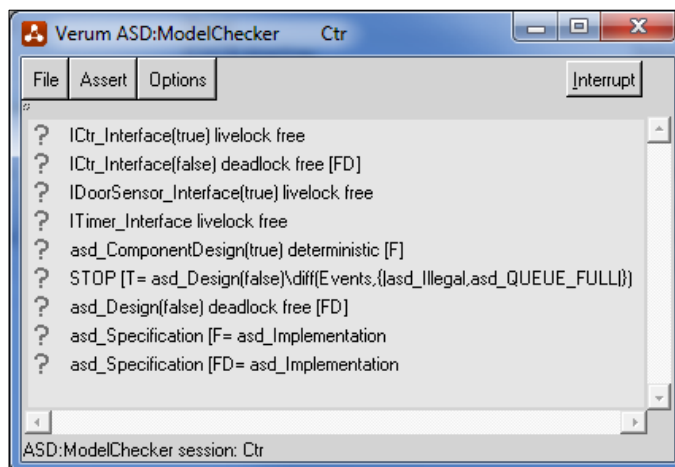 Verum ASD:ModelChecker Ctr
File Assert Options Interrupt
? ICtr_Interface(true) livelock free
? ICtr_Interface(false) deadlock free [FD]
? IDoorSensor_Interface(true) livelock free
? ITimer_Interface livelock free
? asd_ComponentDesign(true) deterministic [F]
? STOP [T= asd_Design(false)\diff(Events,{|asd_Illegal,asd_QUEUE_FULL|})
? asd_Design(false) deadlock free [FD]
? asd_Specification [F= asd_Implementation
? asd_Specification [FD= asd_Implementation
ASD:ModelChecker session: Ctr